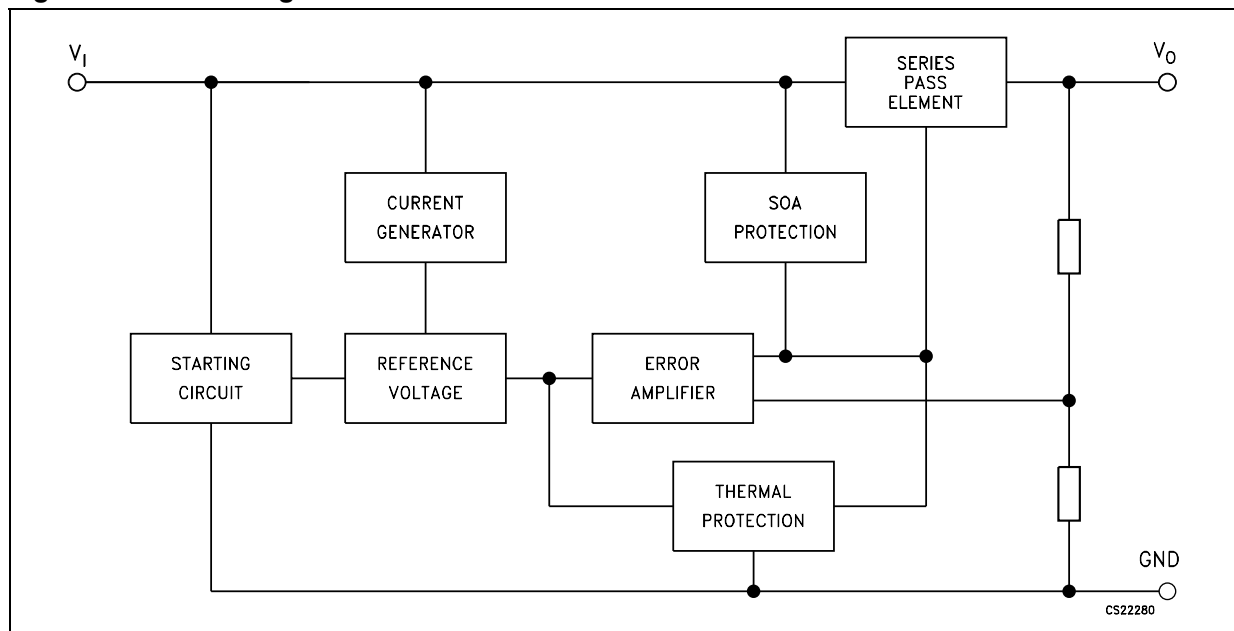 V_I
V_O
SERIES
PASS
ELEMENT
CURRENT
GENERATOR
SOA
PROTECTION
STARTING
CIRCUIT
REFERENCE
VOLTAGE
ERROR
AMPLIFIER
THERMAL
PROTECTION
GND
CS22280